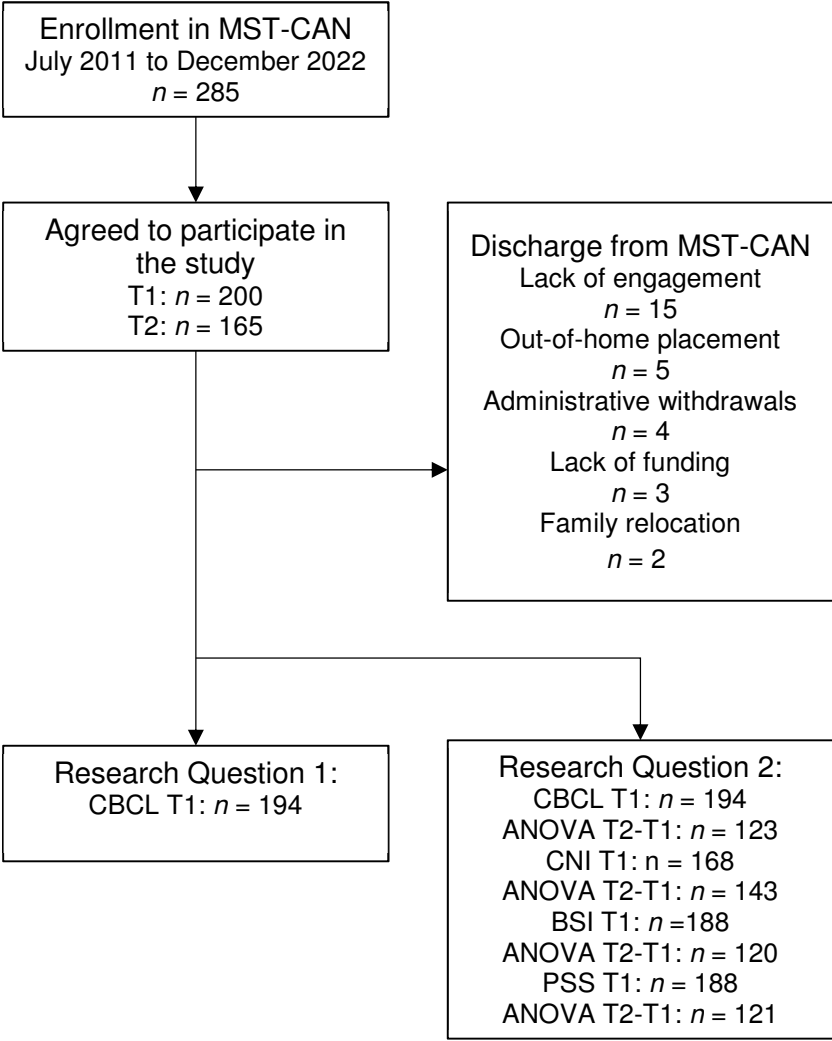 Enrollment in MST-CAN
July 2011 to December 2022
n = 285
Agreed to participate in
the study
T1: n = 200
T2: n = 165
Discharge from MST-CAN
Lack of engagement
n = 15
Out-of-home placement
n = 5
Administrative withdrawals
n = 4
Lack of funding
n = 3
Family relocation
n = 2
Research Question 1:
CBCL T1: n = 194
Research Question 2:
CBCL T1: n = 194
ANOVA T2-T1: n = 123
CNI T1: n = 168
ANOVA T2-T1: n = 143
BSI T1: n =188
ANOVA T2-T1: n = 120
PSS T1: n = 188
ANOVA T2-T1: n = 121